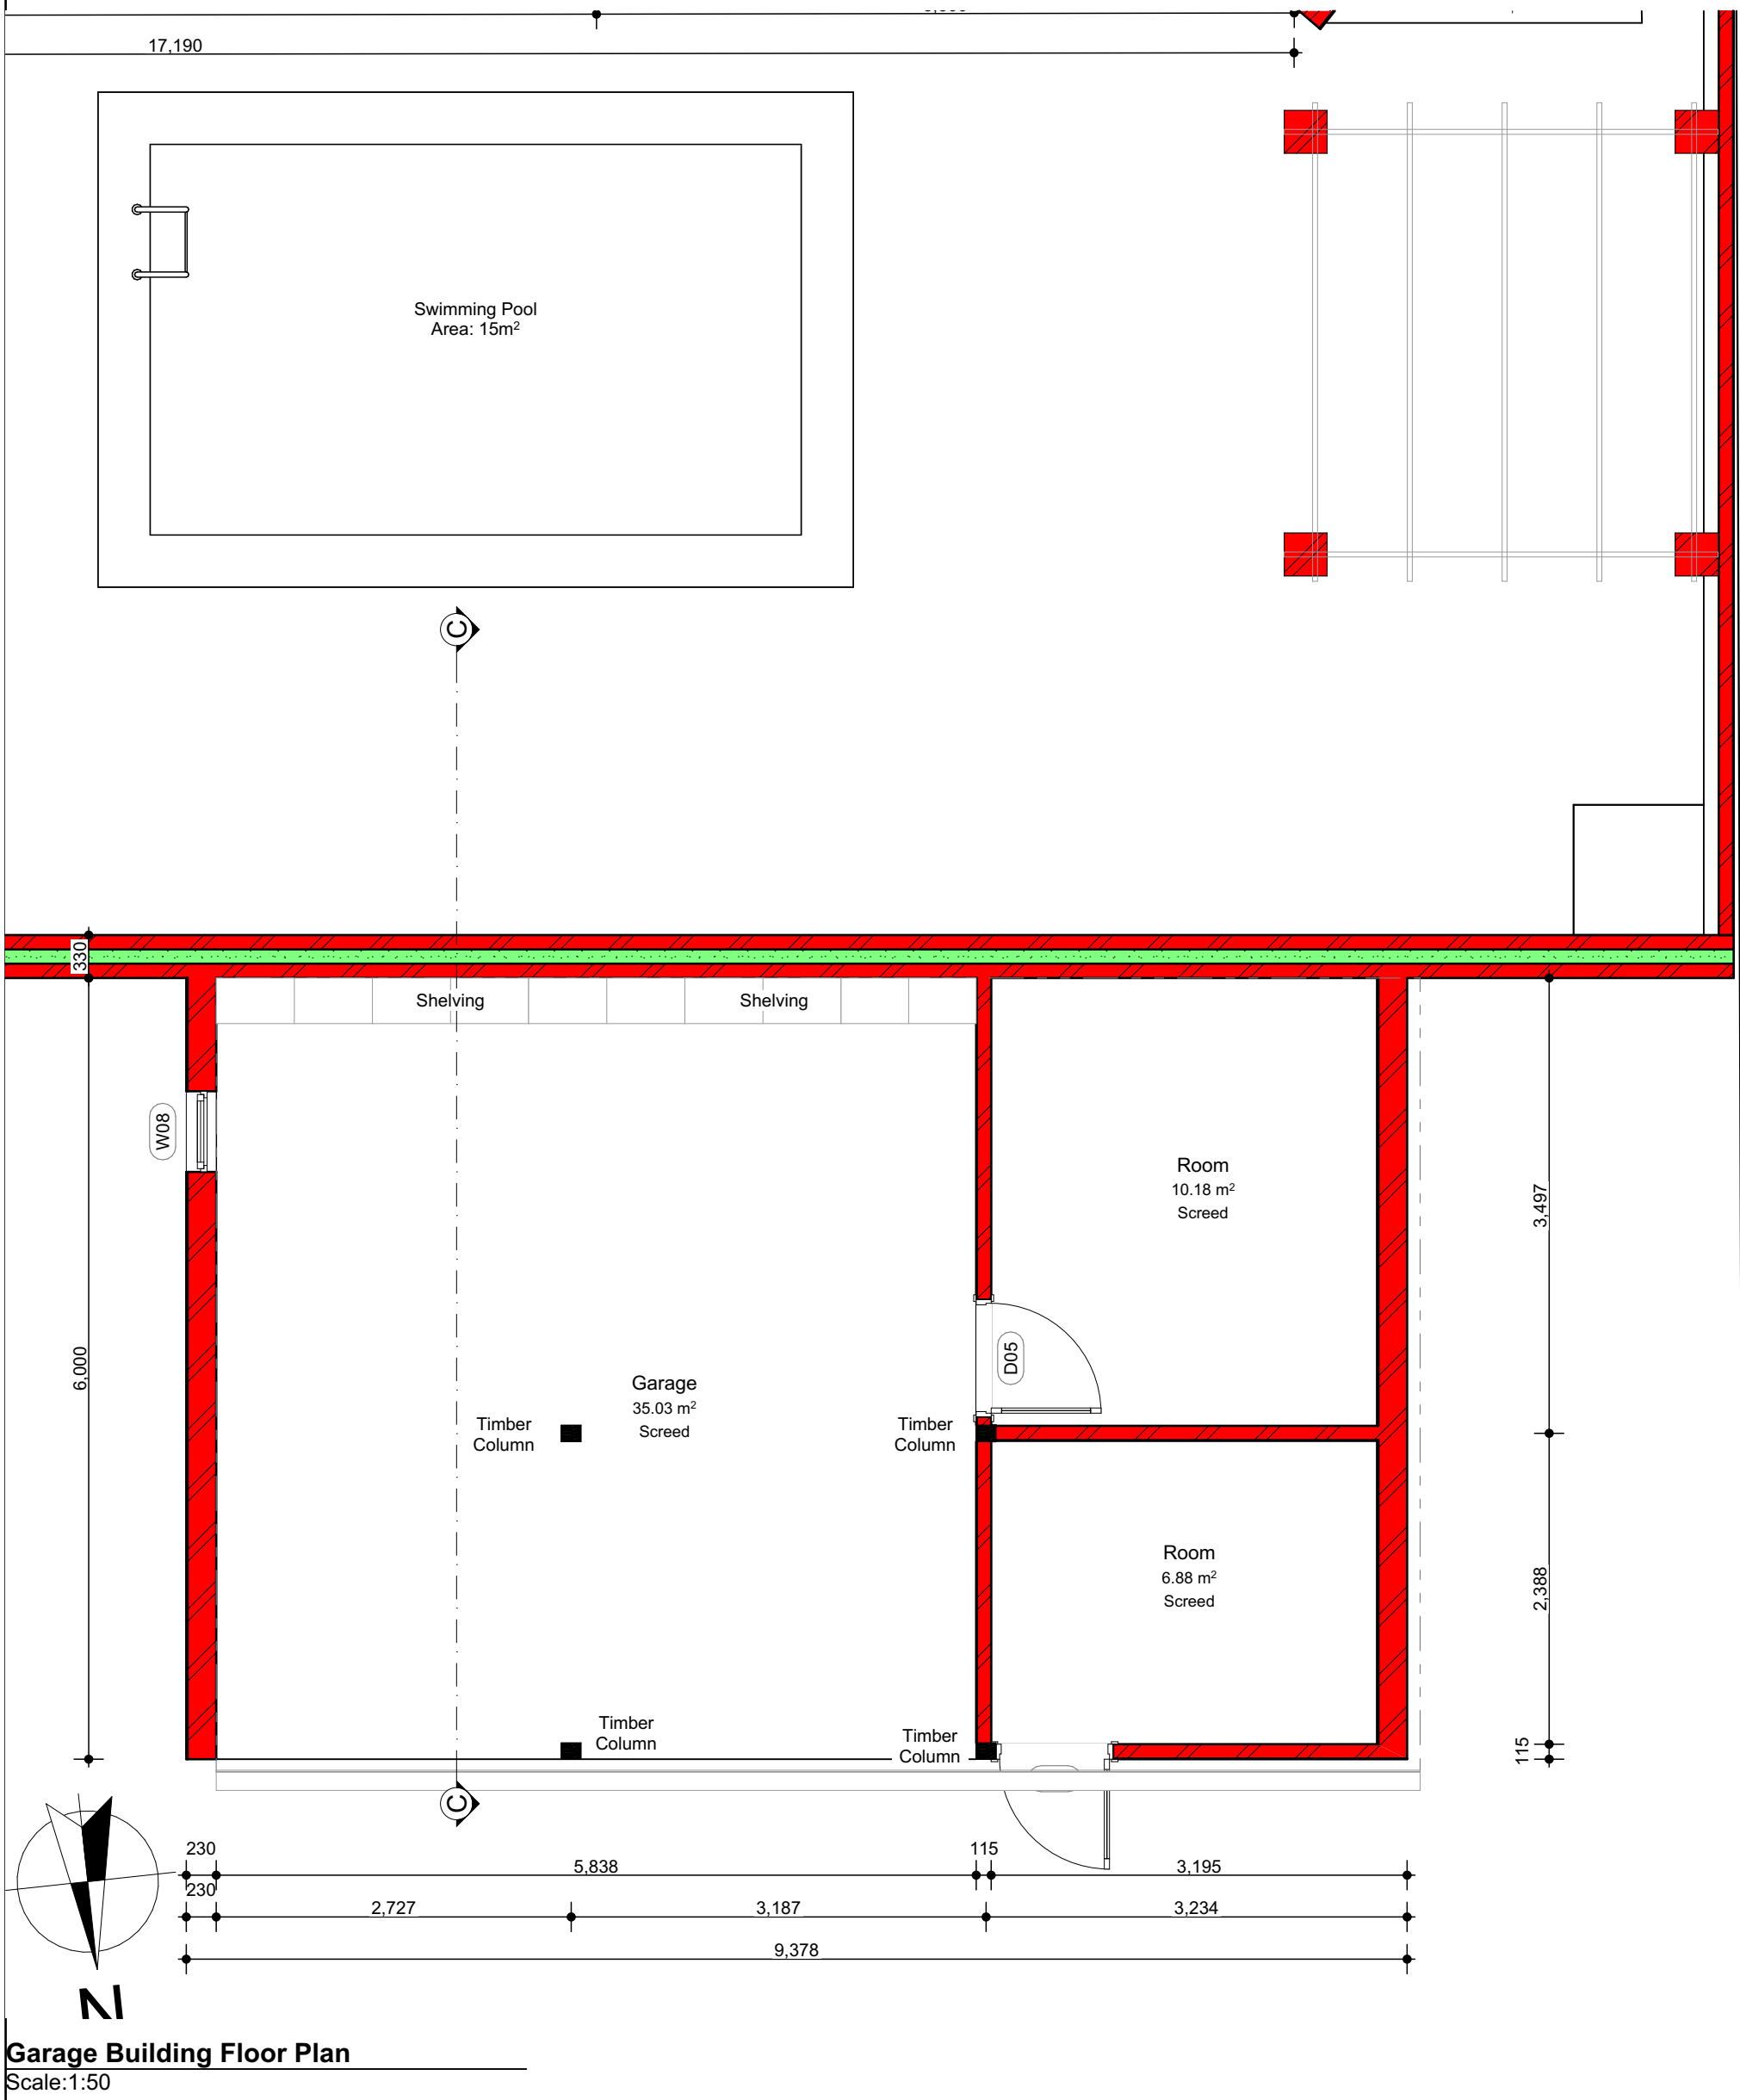 17,190
Swimming Pool
Area: 15m²
C
330
Shelving
Shelving
W08
Room
10.18 m²
Screed
3,497
D05
6,000
Garage
35.03 m²
Screed
Timber
Column
Timber
Column
Room
6.88 m²
Screed
2,388
Timber
Column
Timber
Column
115
C
230
5,838
115
3,195
230
2,727
3,187
3,234
9,378
N
Garage Building Floor Plan
Scale:1:50